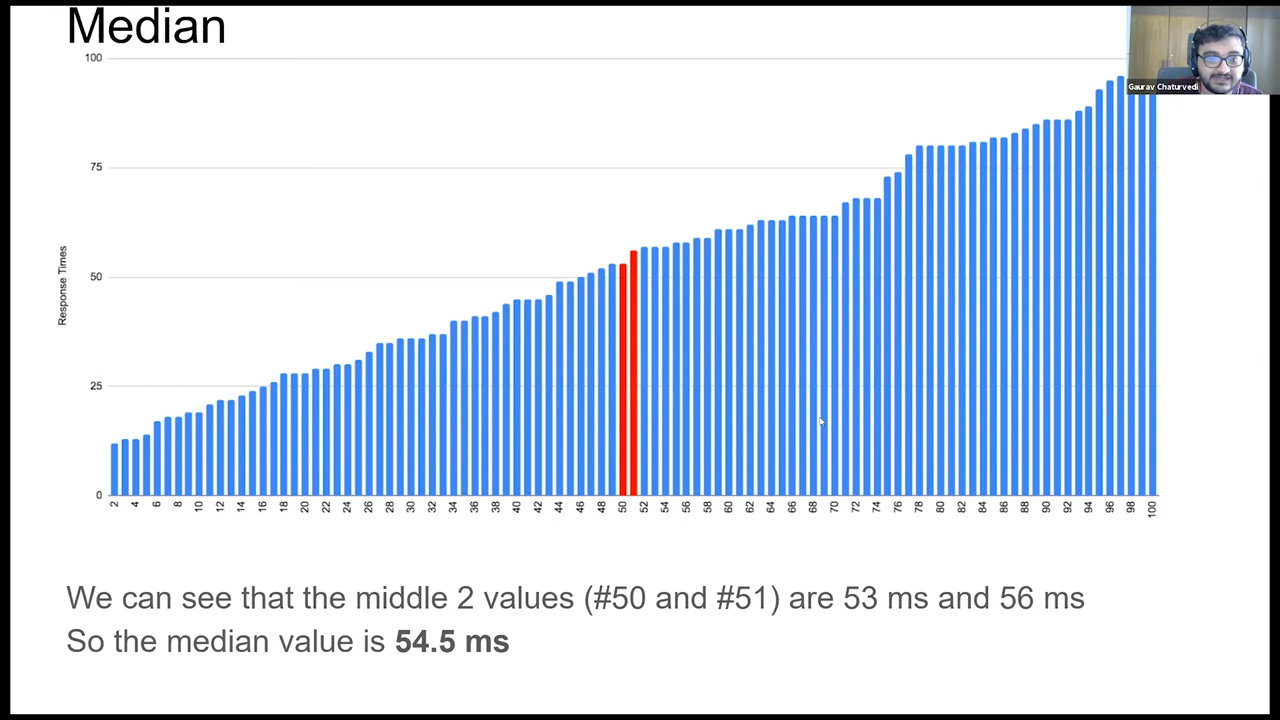 Median
Gaurav Chaturvedi
100
75
50
25
0
Response Times
2 4 6 8 10 12 14 16 18 20 22 24 26 28 30 32 34 36 38 40 42 44 46 48 50 52 54 56 58 60 62 64 66 68 70 72 74 76 78 80 82 84 86 88 90 92 94 96 98 100
We can see that the middle 2 values (#50 and #51) are 53 ms and 56 ms
So the median value is 54.5 ms